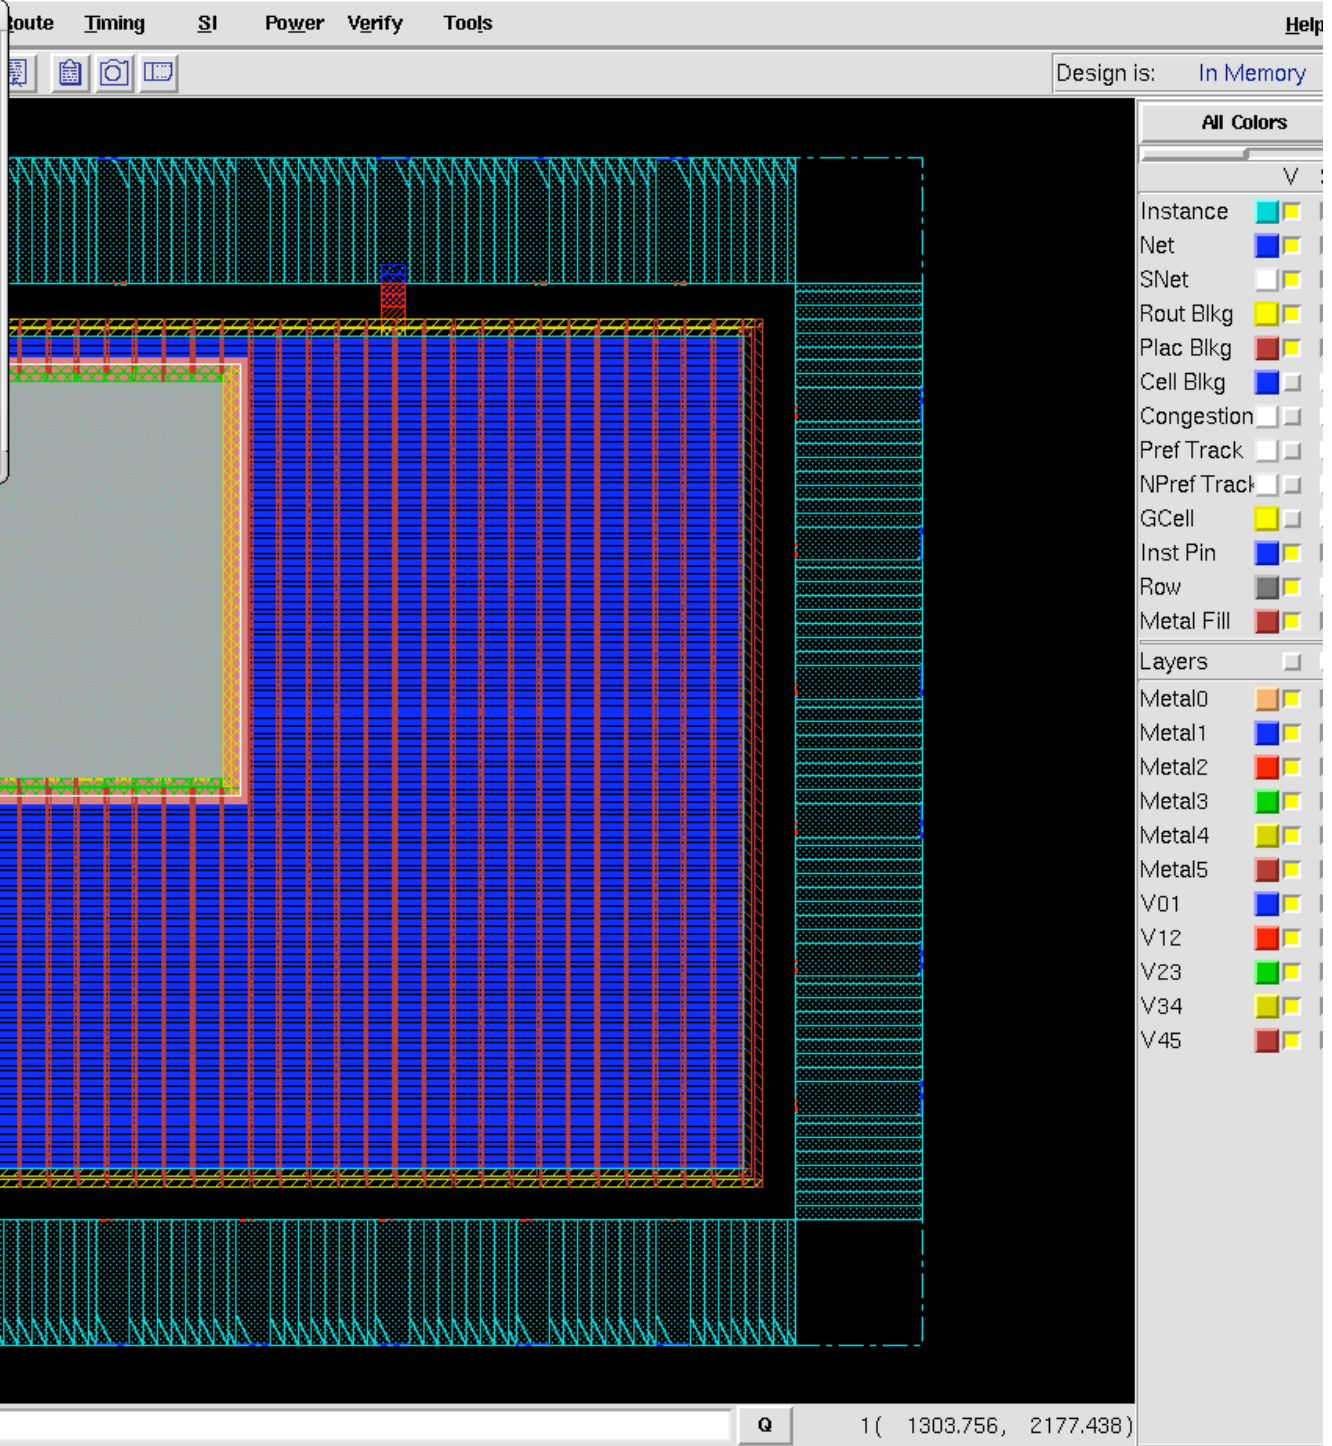 Route Timing SI Power Verify Tools Help
Design is: In Memory
All Colors
V
Instance
Net
SNet
Rout Blkg
Plac Blkg
Cell Blkg
Congestion
Pref Track
NPref Track
GCell
Inst Pin
Row
Metal Fill
Layers
Metal0
Metal1
Metal2
Metal3
Metal4
Metal5
V01
V12
V23
V34
V45
Q 1( 1303.756, 2177.438)